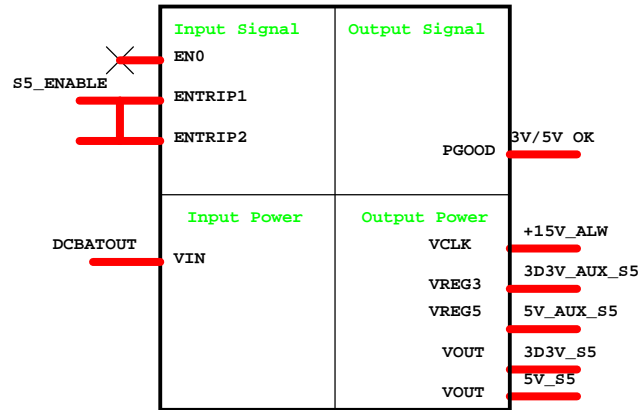 Input Signal Output Signal
EN0
S5_ENABLE
ENTRIP1
ENTRIP2
3V/5V OK
PGOOD
Input Power Output Power
DCBATOUT VIN
VCLK +15V_ALW
VREG3 3D3V_AUX_S5
VREG5 5V_AUX_S5
VOUT 3D3V_S5
VOUT 5V_S5